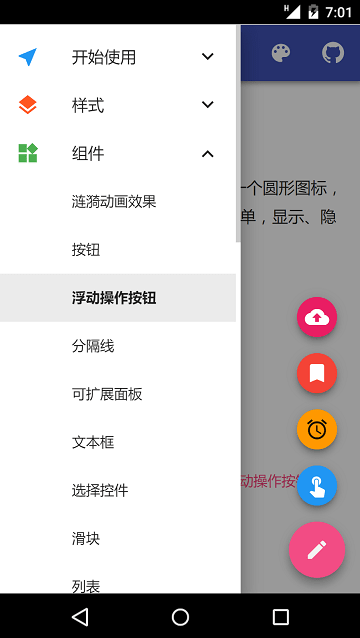 H 7:01
开始使用
样式
组件
一个圆形图标，
涟漪动画效果
单，显示、隐
按钮
浮动操作按钮
分隔线
可扩展面板
文本框
动操作按钮
选择控件
滑块
列表